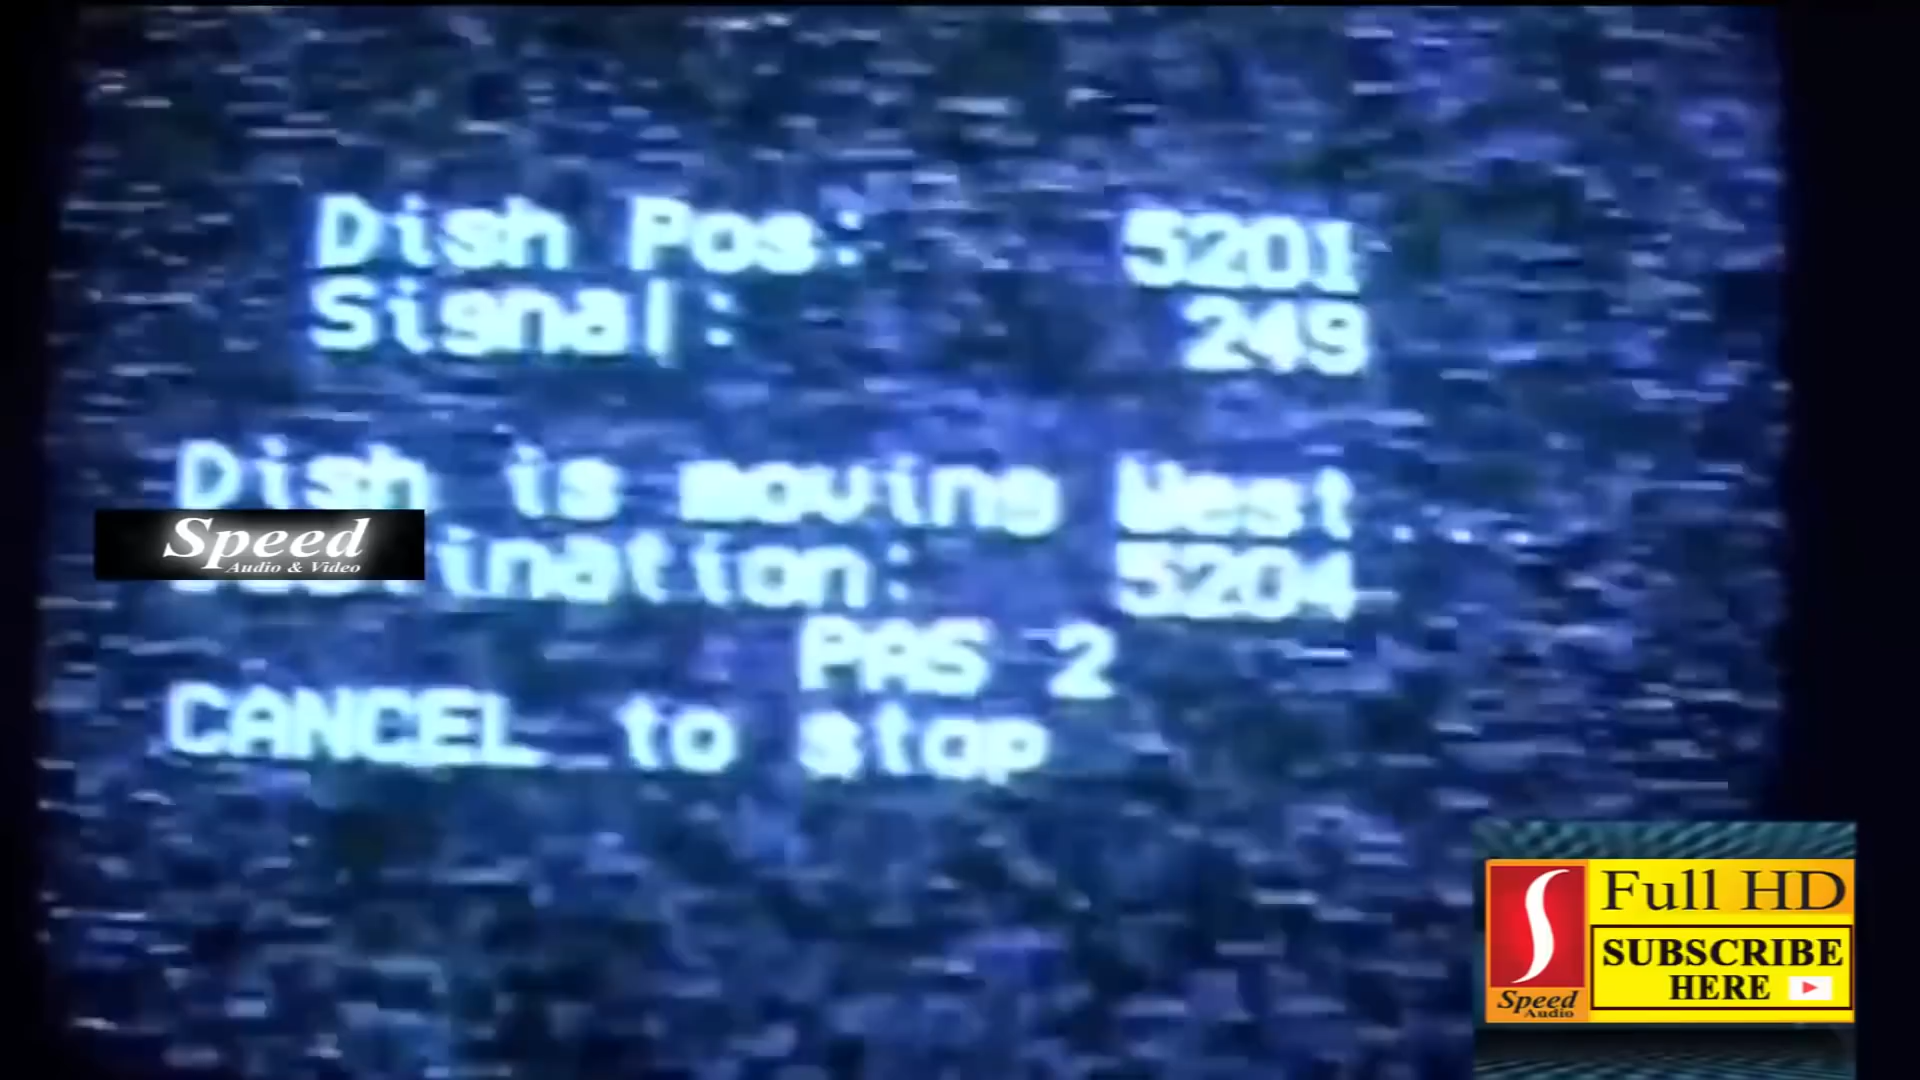 Dish Pos: 5201
Signal: 249
Dish is moving West...
ination: 5204
PAS 2
CANCEL to stop
Speed
Audio & Video
Full HD
SUBSCRIBE
HERE
Speed
Audio